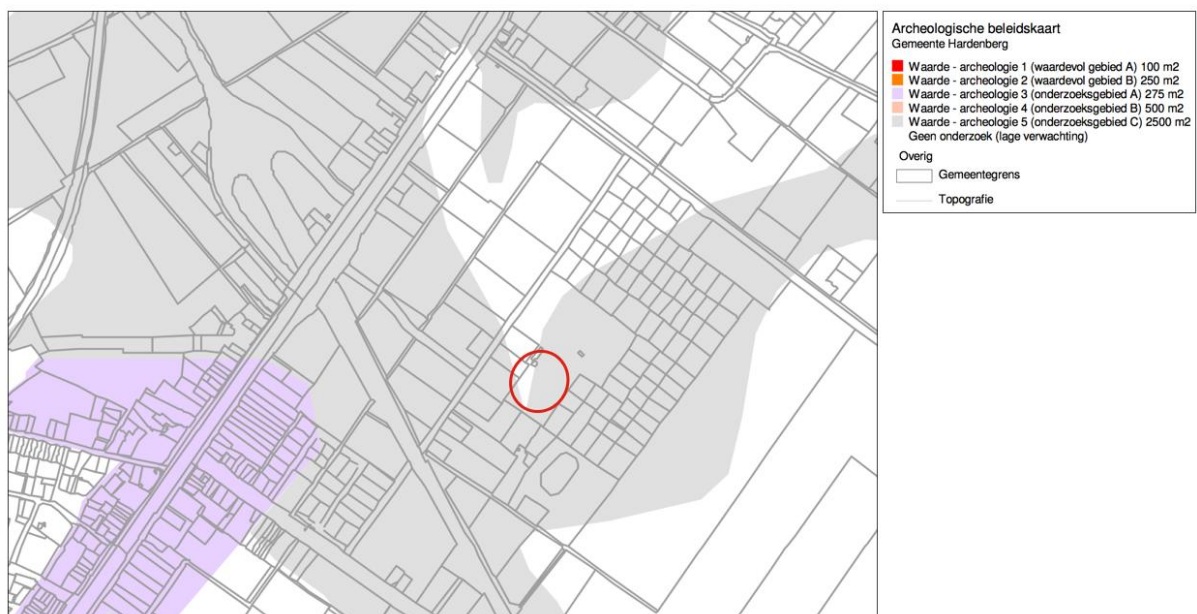 Archeologische beleidskaart
Gemeente Hardenberg
Waarde - archeologie 1 (waardevol gebied A) 100 m2
Waarde - archeologie 2 (waardevol gebied B) 250 m2
Waarde - archeologie 3 (onderzoeksgebied A) 275 m2
Waarde - archeologie 4 (onderzoeksgebied B) 500 m2
Waarde - archeologie 5 (onderzoeksgebied C) 2500 m2
Geen onderzoek (lage verwachting)
Overig
Gemeentegrens
Topografie